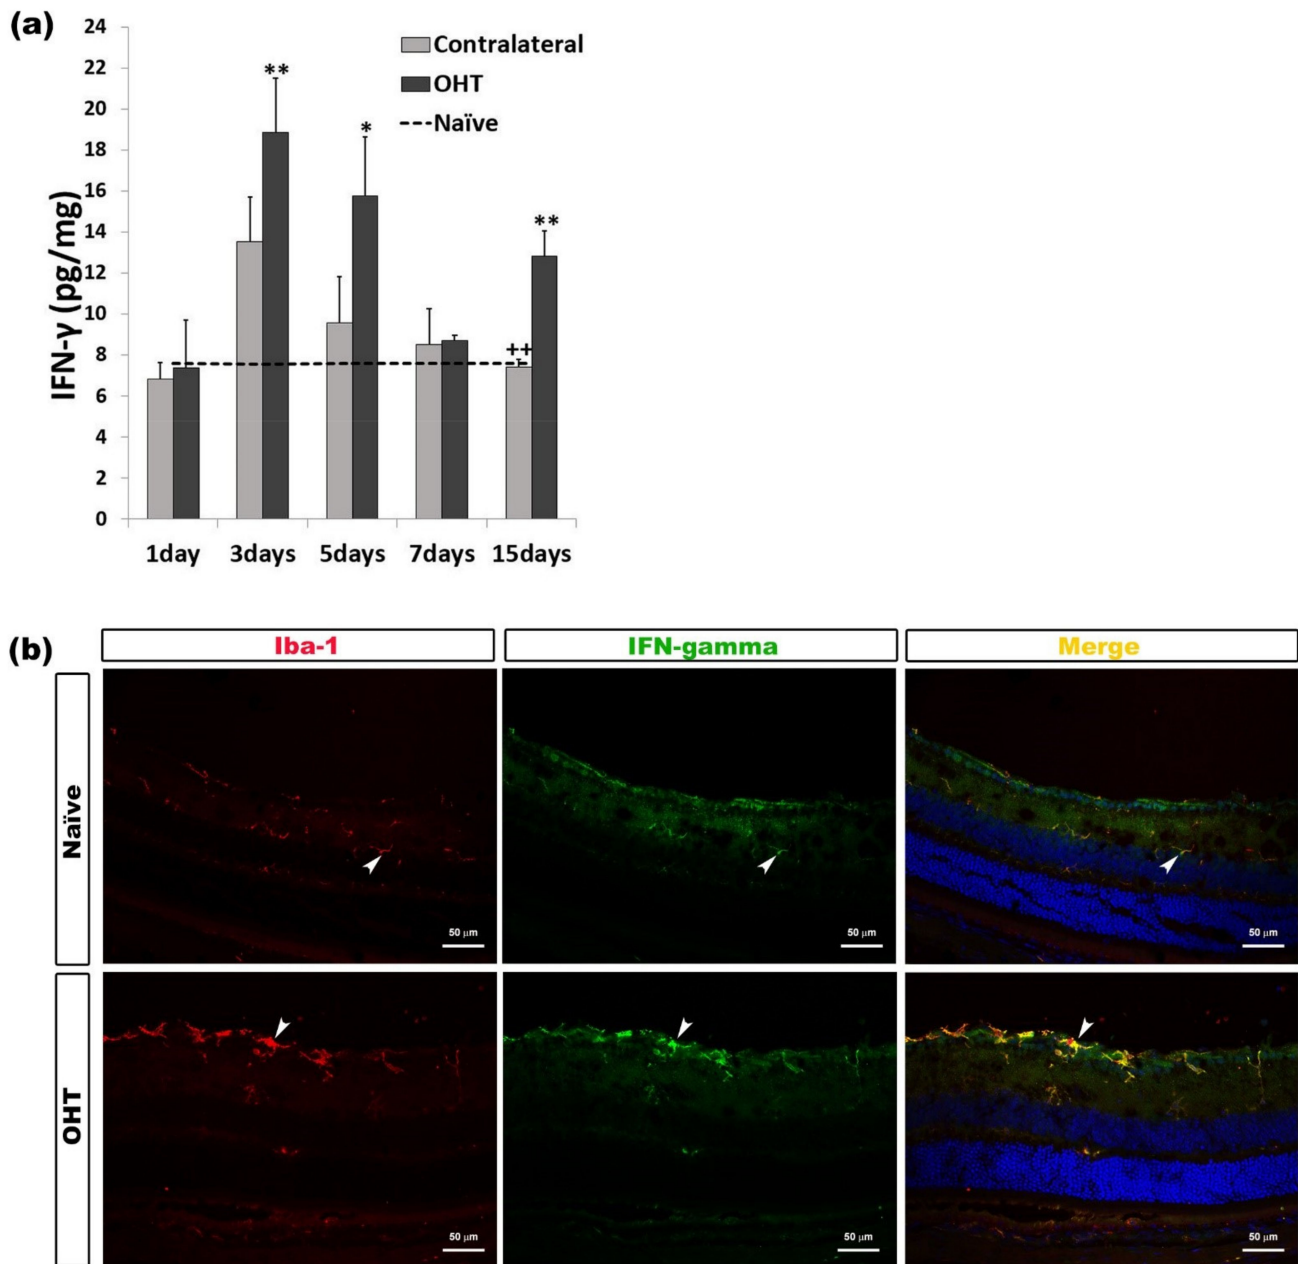 (a)
24
22
20
18
16
14
12
10
8
6
4
2
0
IFN-γ (pg/mg)
Contralateral
OHT
Naïve
**
*
**
++
1day 3days 5days 7days 15days
(b)
Iba-1 IFN-gamma Merge
Naïve
50 μm 50 μm 50 μm
OHT
50 μm 50 μm 50 μm